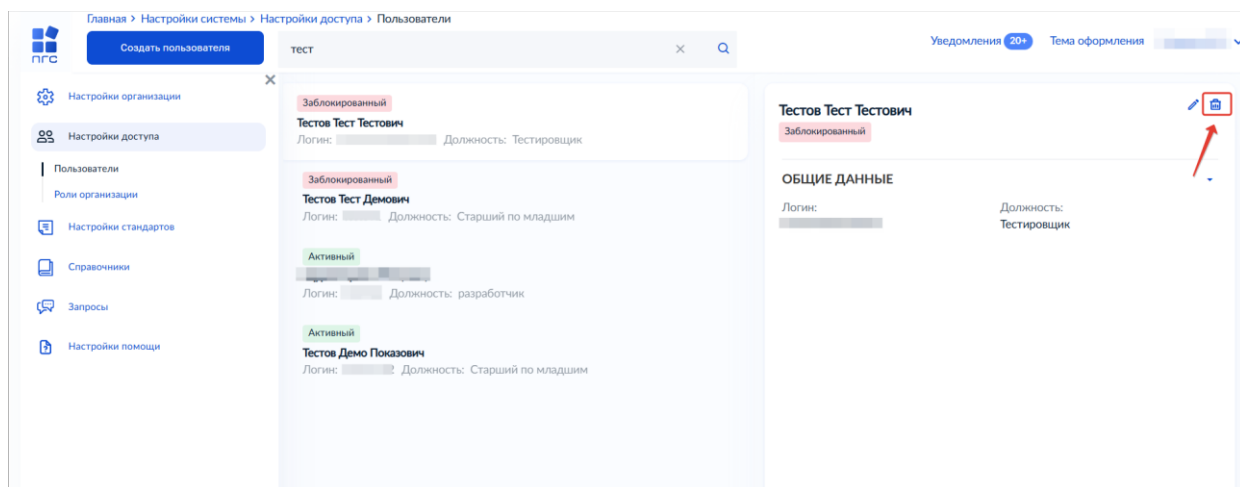 Главная > Настройки системы > Настройки доступа > Пользователи
пгс
Создать пользователя
тест
Уведомления 20+
Тема оформления
Настройки организации
Настройки доступа
Пользователи
Роли организации
Настройки стандартов
Справочники
Запросы
Настройки помощи
Заблокированный
Тестов Тест Тестович
Логин: Должность: Тестировщик
Заблокированный
Тестов Тест Демович
Логин: Должность: Старший по младшим
Активный
Логин: Должность: разработчик
Активный
Тестов Демо Показович
Логин: Должность: Старший по младшим
Тестов Тест Тестович
Заблокированный
ОБЩИЕ ДАННЫЕ
Логин: Должность:
Тестировщик